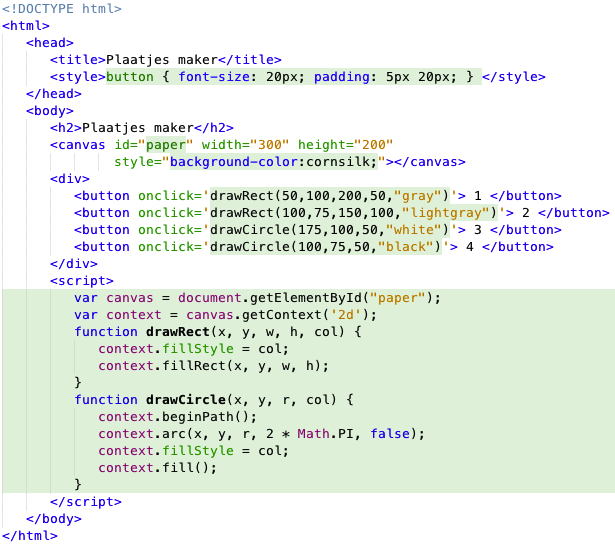 <!DOCTYPE html>
<html>
   <head>
      <title>Plaatjes maker</title>
      <style>button { font-size: 20px; padding: 5px 20px; } </style>
   </head>
   <body>
      <h2>Plaatjes maker</h2>
      <canvas id="paper" width="300" height="200"
              style="background-color:cornsilk;"></canvas>
      <div>
         <button onclick='drawRect(50,100,200,50,"gray")'> 1 </button>
         <button onclick='drawRect(100,75,150,100,"lightgray")'> 2 </button>
         <button onclick='drawCircle(175,100,50,"white")'> 3 </button>
         <button onclick='drawCircle(100,75,50,"black")'> 4 </button>
      </div>
      <script>
         var canvas = document.getElementById("paper");
         var context = canvas.getContext('2d');
         function drawRect(x, y, w, h, col) {
            context.fillStyle = col;
            context.fillRect(x, y, w, h);
         }
         function drawCircle(x, y, r, col) {
            context.beginPath();
            context.arc(x, y, r, 2 * Math.PI, false);
            context.fillStyle = col;
            context.fill();
         }
      </script>
   </body>
</html>